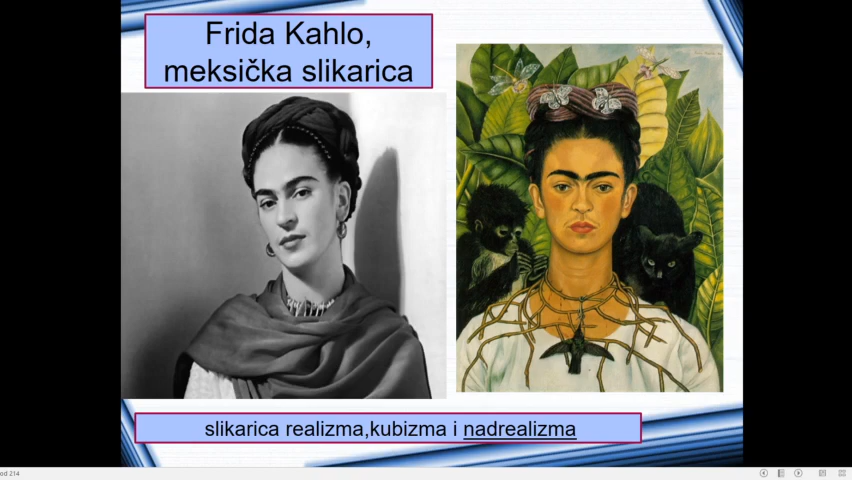 Frida Kahlo,
meksička slikarica
slikarica realizma,kubizma i nadrealizma
od 214